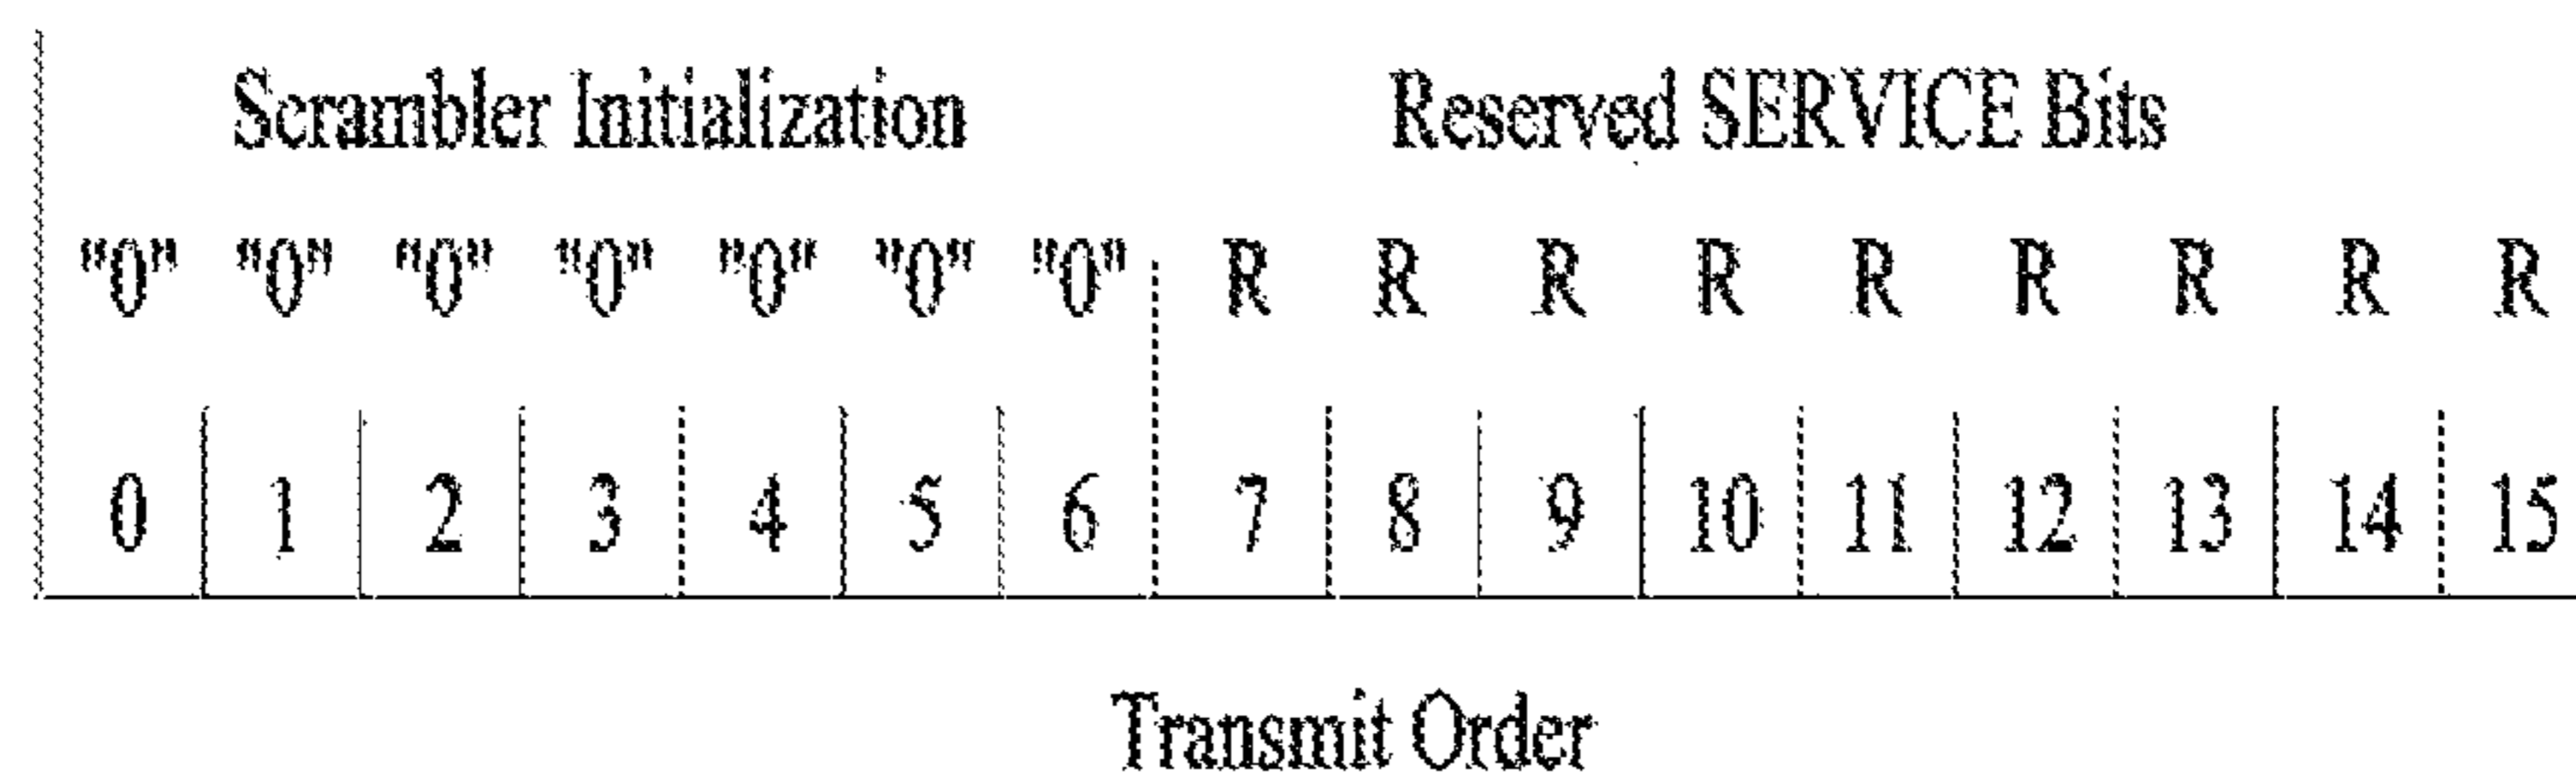 Scrambler Initialization Reserved SERVICE Bits
"0" "0" "0" "0" "0" "0" "0" R R R R R R R R R
0 1 2 3 4 5 6 7 8 9 10 11 12 13 14 15
Transmit Order